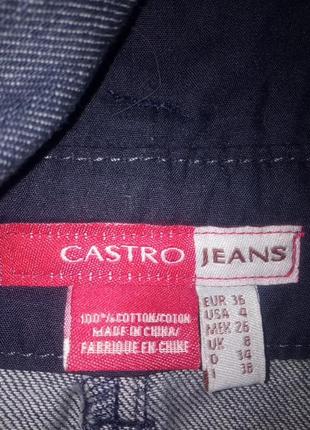 CASTRO JEANS
100% COTTON/COTON
MADE IN CHINA/
FABRIQUE EN CHINE
EUR 36
USA 4
MEX 26
UK 8
D 34
I 38